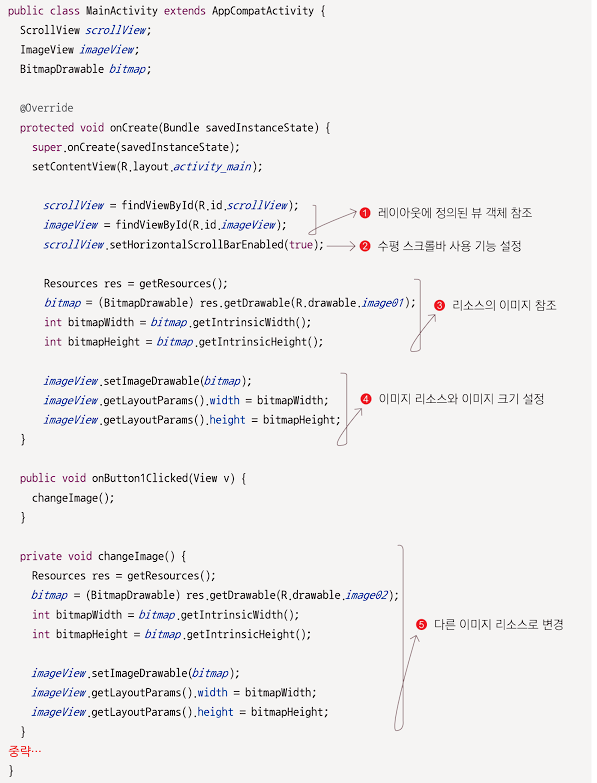 public class MainActivity extends AppCompatActivity {
ScrollView scrollView;
ImageView imageView;
BitmapDrawable bitmap;
@Override
protected void onCreate(Bundle savedInstanceState) {
super.onCreate(savedInstanceState);
setContentView(R.layout.activity_main);
scrollView = findViewById(R.id.scrollView);
imageView = findViewById(R.id.imageView);
1 레이아웃에 정의된 뷰 객체 참조
scrollView.setHorizontalScrollBarEnabled(true); 2 수평 스크롤바 사용 기능 설정
Resources res = getResources();
bitmap = (BitmapDrawable) res.getDrawable(R.drawable.image01);
3 리소스의 이미지 참조
int bitmapWidth = bitmap.getIntrinsicWidth();
int bitmapHeight = bitmap.getIntrinsicHeight();
imageView.setImageDrawable(bitmap);
imageView.getLayoutParams().width = bitmapWidth; 4 이미지 리소스와 이미지 크기 설정
imageView.getLayoutParams().height = bitmapHeight;
}
public void onButton1Clicked(View v) {
changeImage();
}
private void changeImage() {
Resources res = getResources();
bitmap = (BitmapDrawable) res.getDrawable(R.drawable.image02);
int bitmapWidth = bitmap.getIntrinsicWidth();
5 다른 이미지 리소스로 변경
int bitmapHeight = bitmap.getIntrinsicHeight();
imageView.setImageDrawable(bitmap);
imageView.getLayoutParams().width = bitmapWidth;
imageView.getLayoutParams().height = bitmapHeight;
}
중략…
}